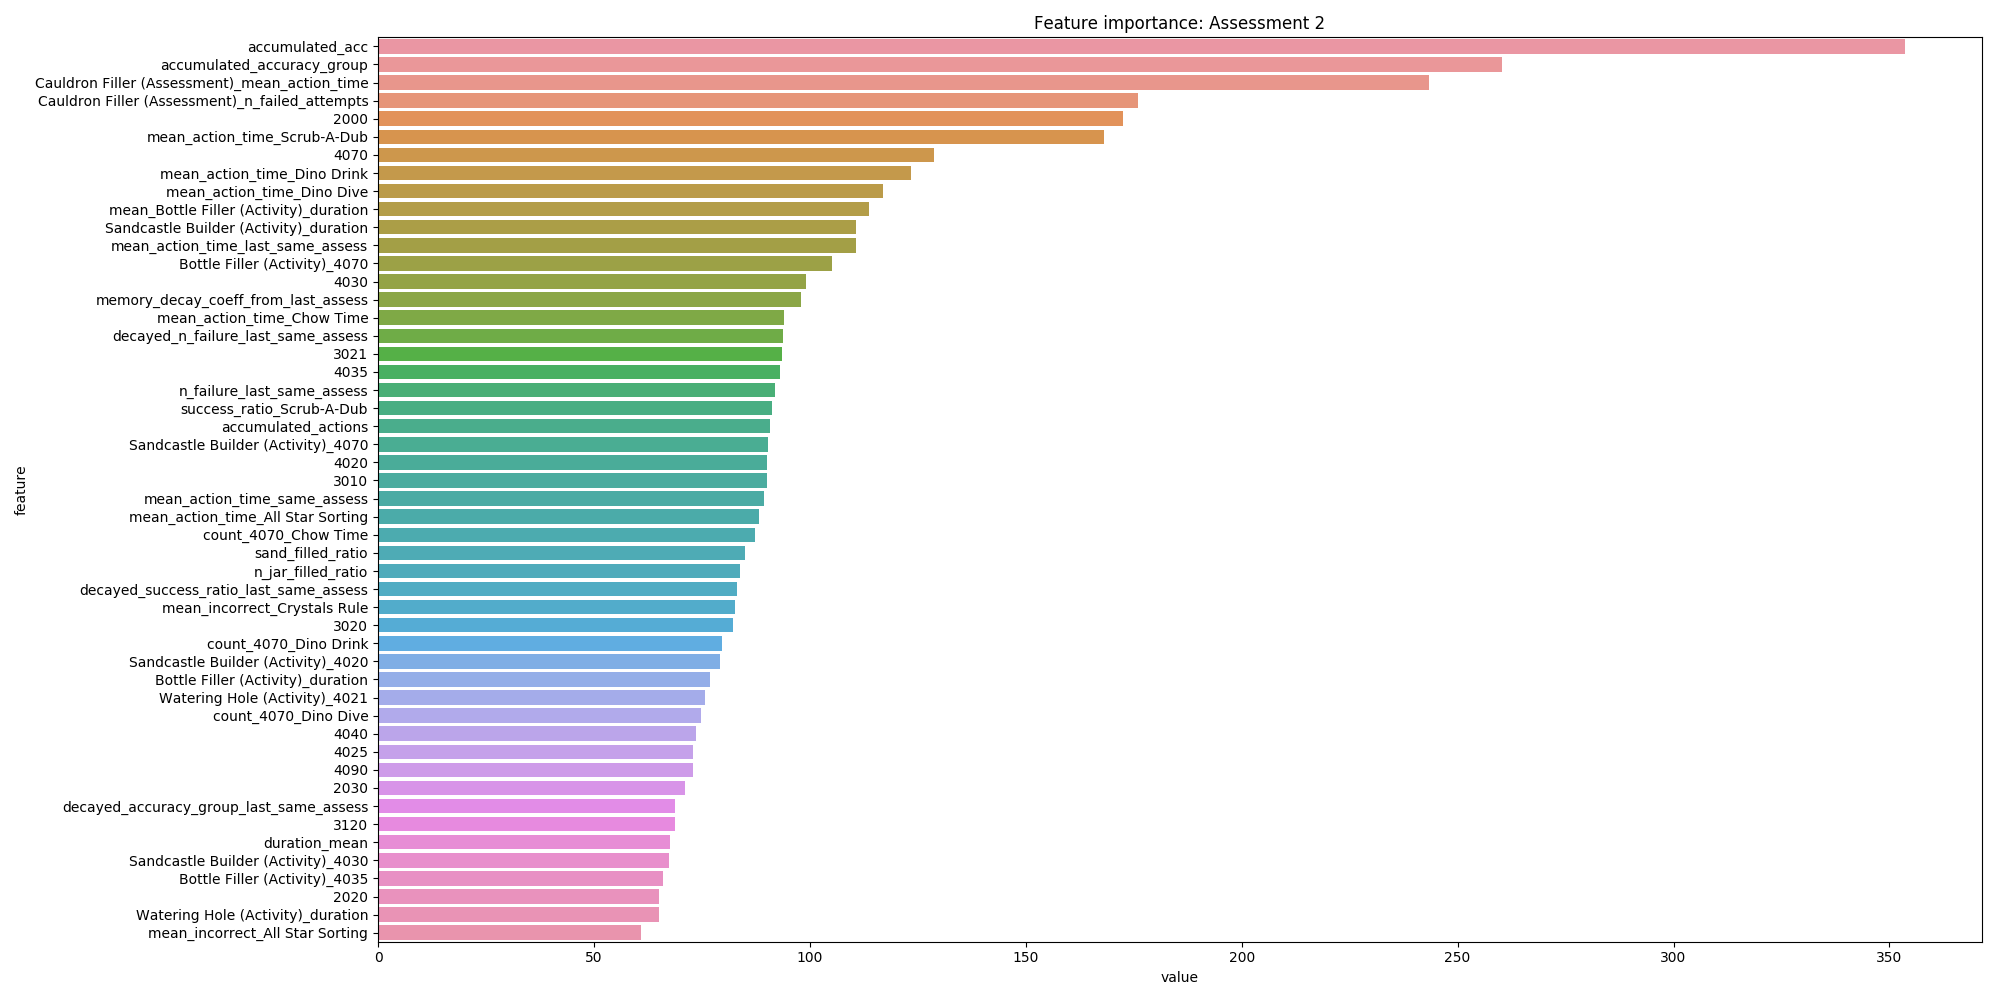 Feature importance: Assessment 2
accumulated_acc
accumulated_accuracy_group
Cauldron Filler (Assessment)_mean_action_time
Cauldron Filler (Assessment)_n_failed_attempts
2000
mean_action_time_Scrub-A-Dub
4070
mean_action_time_Dino Drink
mean_action_time_Dino Dive
mean_Bottle Filler (Activity)_duration
Sandcastle Builder (Activity)_duration
mean_action_time_last_same_assess
Bottle Filler (Activity)_4070
4030
memory_decay_coeff_from_last_assess
mean_action_time_Chow Time
decayed_n_failure_last_same_assess
3021
4035
n_failure_last_same_assess
success_ratio_Scrub-A-Dub
accumulated_actions
Sandcastle Builder (Activity)_4070
4020
3010
mean_action_time_same_assess
mean_action_time_All Star Sorting
count_4070_Chow Time
sand_filled_ratio
n_jar_filled_ratio
decayed_success_ratio_last_same_assess
mean_incorrect_Crystals Rule
3020
count_4070_Dino Drink
Sandcastle Builder (Activity)_4020
Bottle Filler (Activity)_duration
Watering Hole (Activity)_4021
count_4070_Dino Dive
4040
4025
4090
2030
decayed_accuracy_group_last_same_assess
3120
duration_mean
Sandcastle Builder (Activity)_4030
Bottle Filler (Activity)_4035
2020
Watering Hole (Activity)_duration
mean_incorrect_All Star Sorting
feature
0 50 100 150 200 250 300 350
value